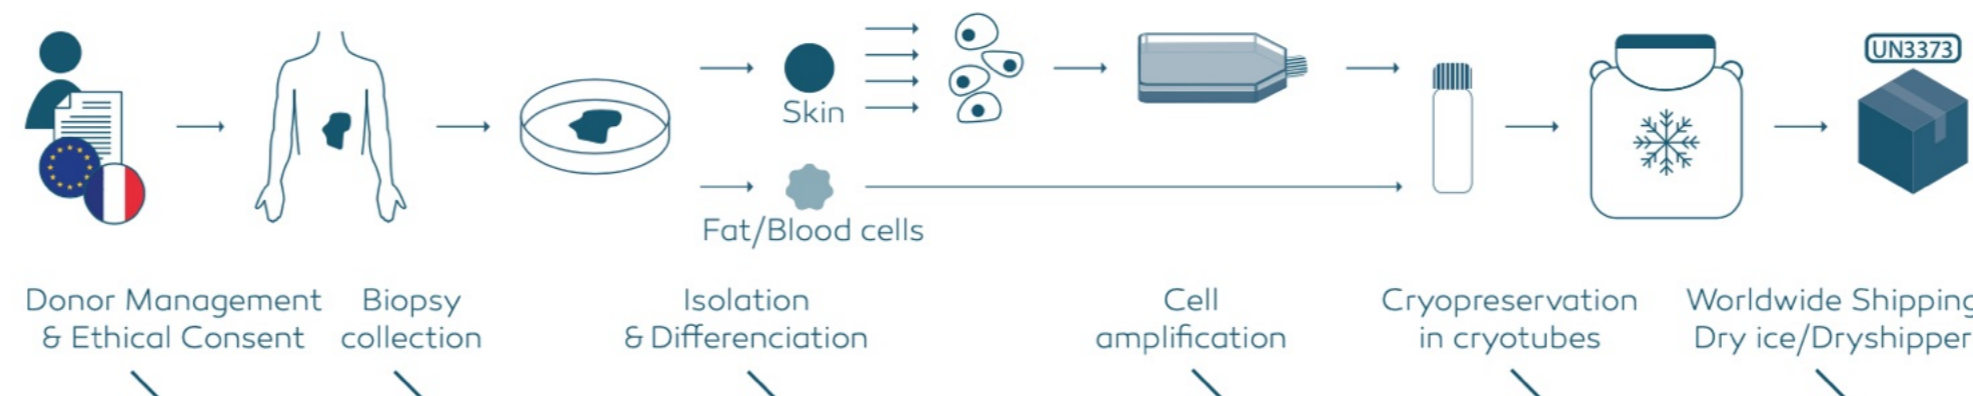 UN3373
Skin
Fat/Blood cells
Donor Management
& Ethical Consent
Biopsy
collection
Isolation
& Differenciation
Cell
amplification
Cryopreservation
in cryotubes
Worldwide Shipping
Dry ice/Dryshipper